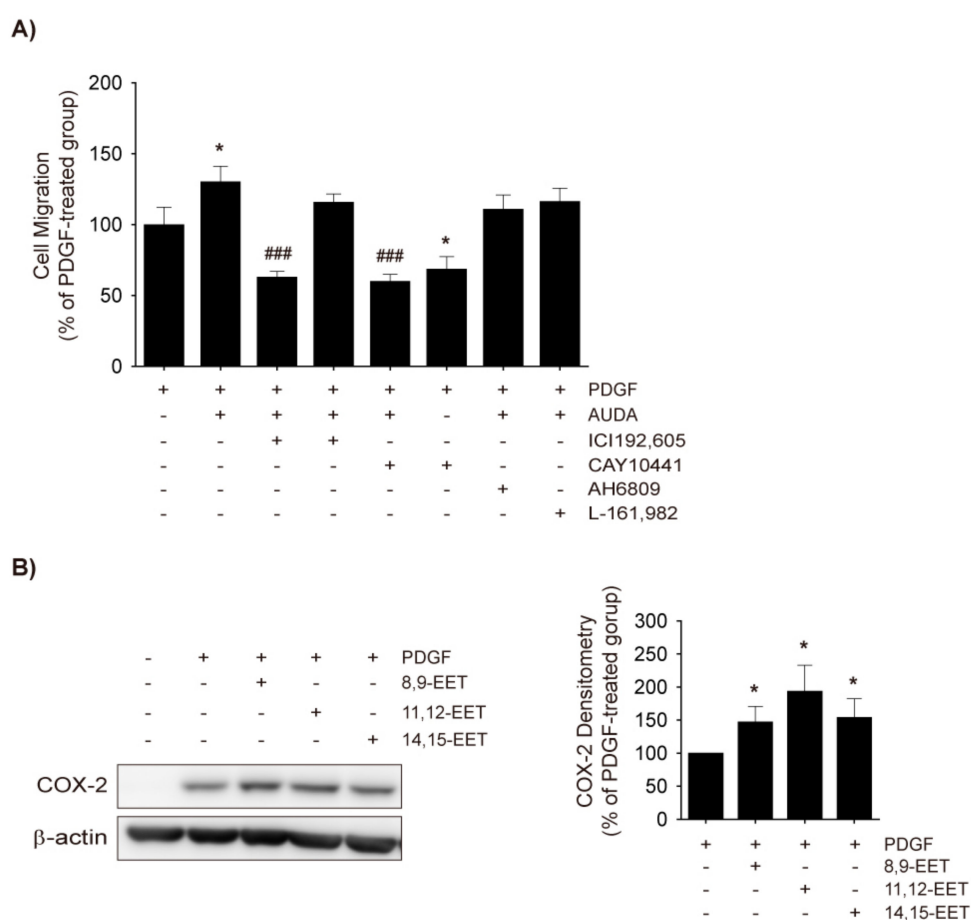 A)
Cell Migration
(% of PDGF-treated group)
200
150
100
50
0
*
###
###
*
+ + + + + + + + PDGF
- + + + + - + + AUDA
- - + + - - - - ICI192,605
- - - - + + - - CAY10441
- - - - - - + - AH6809
- - - - - - - + L-161,982
B)
- + + + + PDGF
- - + - - 8,9-EET
- - - + - 11,12-EET
- - - - + 14,15-EET
COX-2
β-actin
COX-2 Densitometry
(% of PDGF-treated gorup)
300
250
200
150
100
50
0
*
*
*
+ + + + PDGF
- + - - 8,9-EET
- - + - 11,12-EET
- - - + 14,15-EET